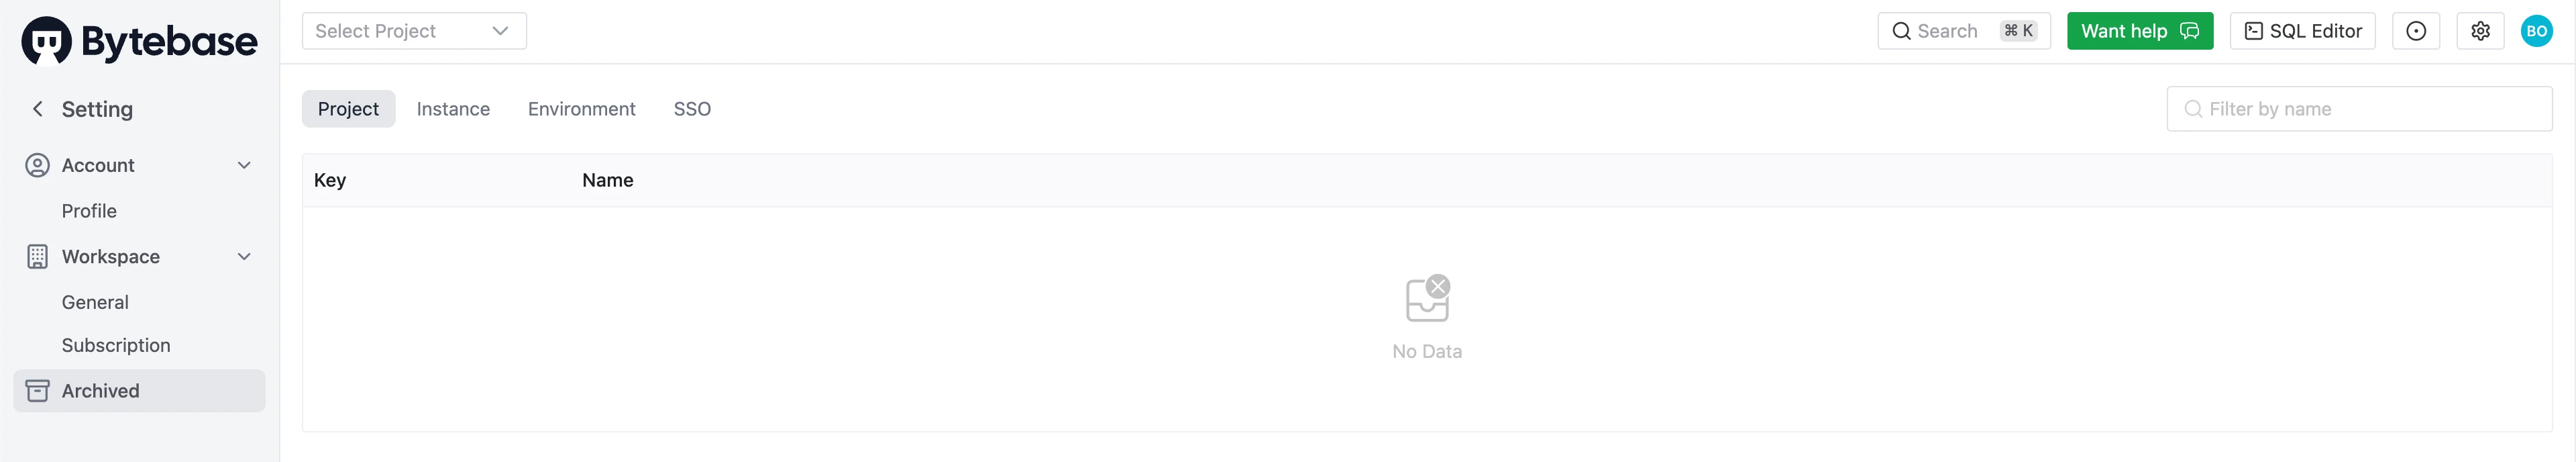 Bytebase
Select Project
Search ⌘ K
Want help
SQL Editor
BO
Setting
Account
Profile
Workspace
General
Subscription
Archived
Project Instance Environment SSO
Filter by name
Key Name
No Data